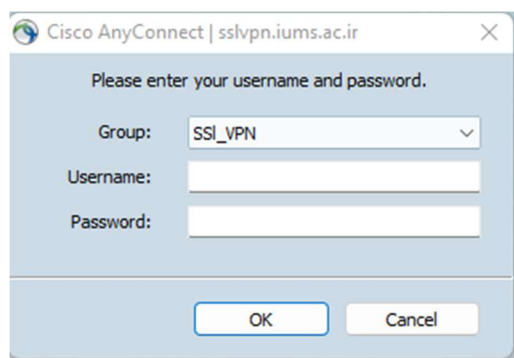 Cisco AnyConnect | sslvpn.iums.ac.ir
Please enter your username and password.
Group: SSl_VPN
Username:
Password:
OK Cancel